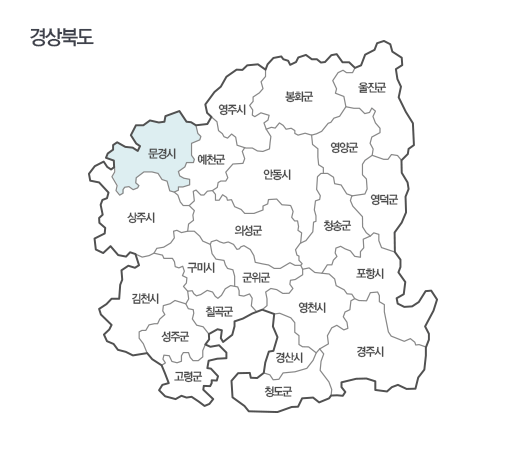 경상북도
울진군
봉화군
영주시
영양군
문경시
예천군
안동시
영덕군
상주시
청송군
의성군
구미시
군위군
포항시
김천시
칠곡군
영천시
성주군
경산시
경주시
고령군
청도군